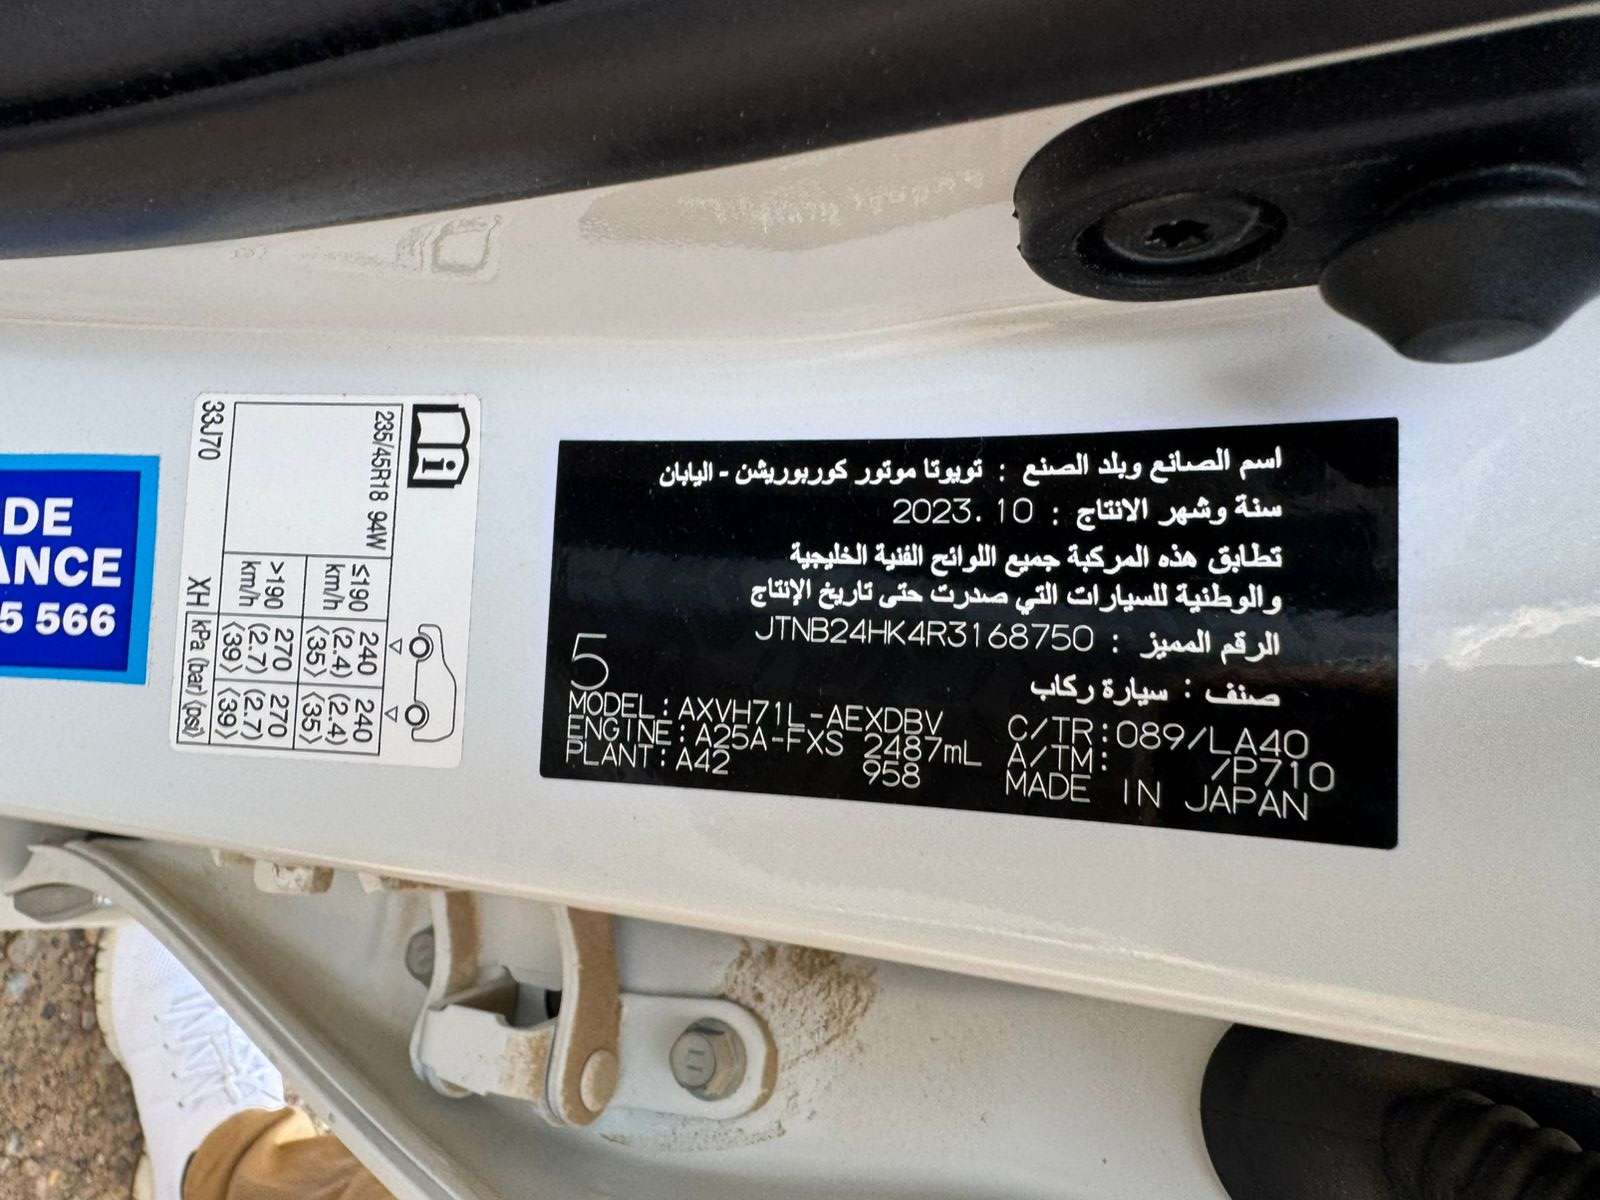 اسم الصانع وبلد الصنع : تويوتا موتور كوربوريشن - اليابان
سنة وشهر الانتاج : 2023.10
تطابق هذه المركبة جميع اللوائح الفنية الخليجية
والوطنية للسيارات التي صدرت حتى تاريخ الإنتاج
الرقم المميز : JTNB24HK4R3168750
صنف : سيارة ركاب
5
MODEL:AXVH71L-AEXDBV C/TR:089/LA40
ENGINE:A25A-FXS 2487mL A/TM: /P710
PLANT:A42 958 MADE IN JAPAN
235/45R18 94W
≤190 km/h
240 (2.4) <35>
240 (2.4) <35>
>190 km/h
270 (2.7) <39>
270 (2.7) <39>
XH kPa (bar) (psi)
33J70
DE
ANCE
5 566